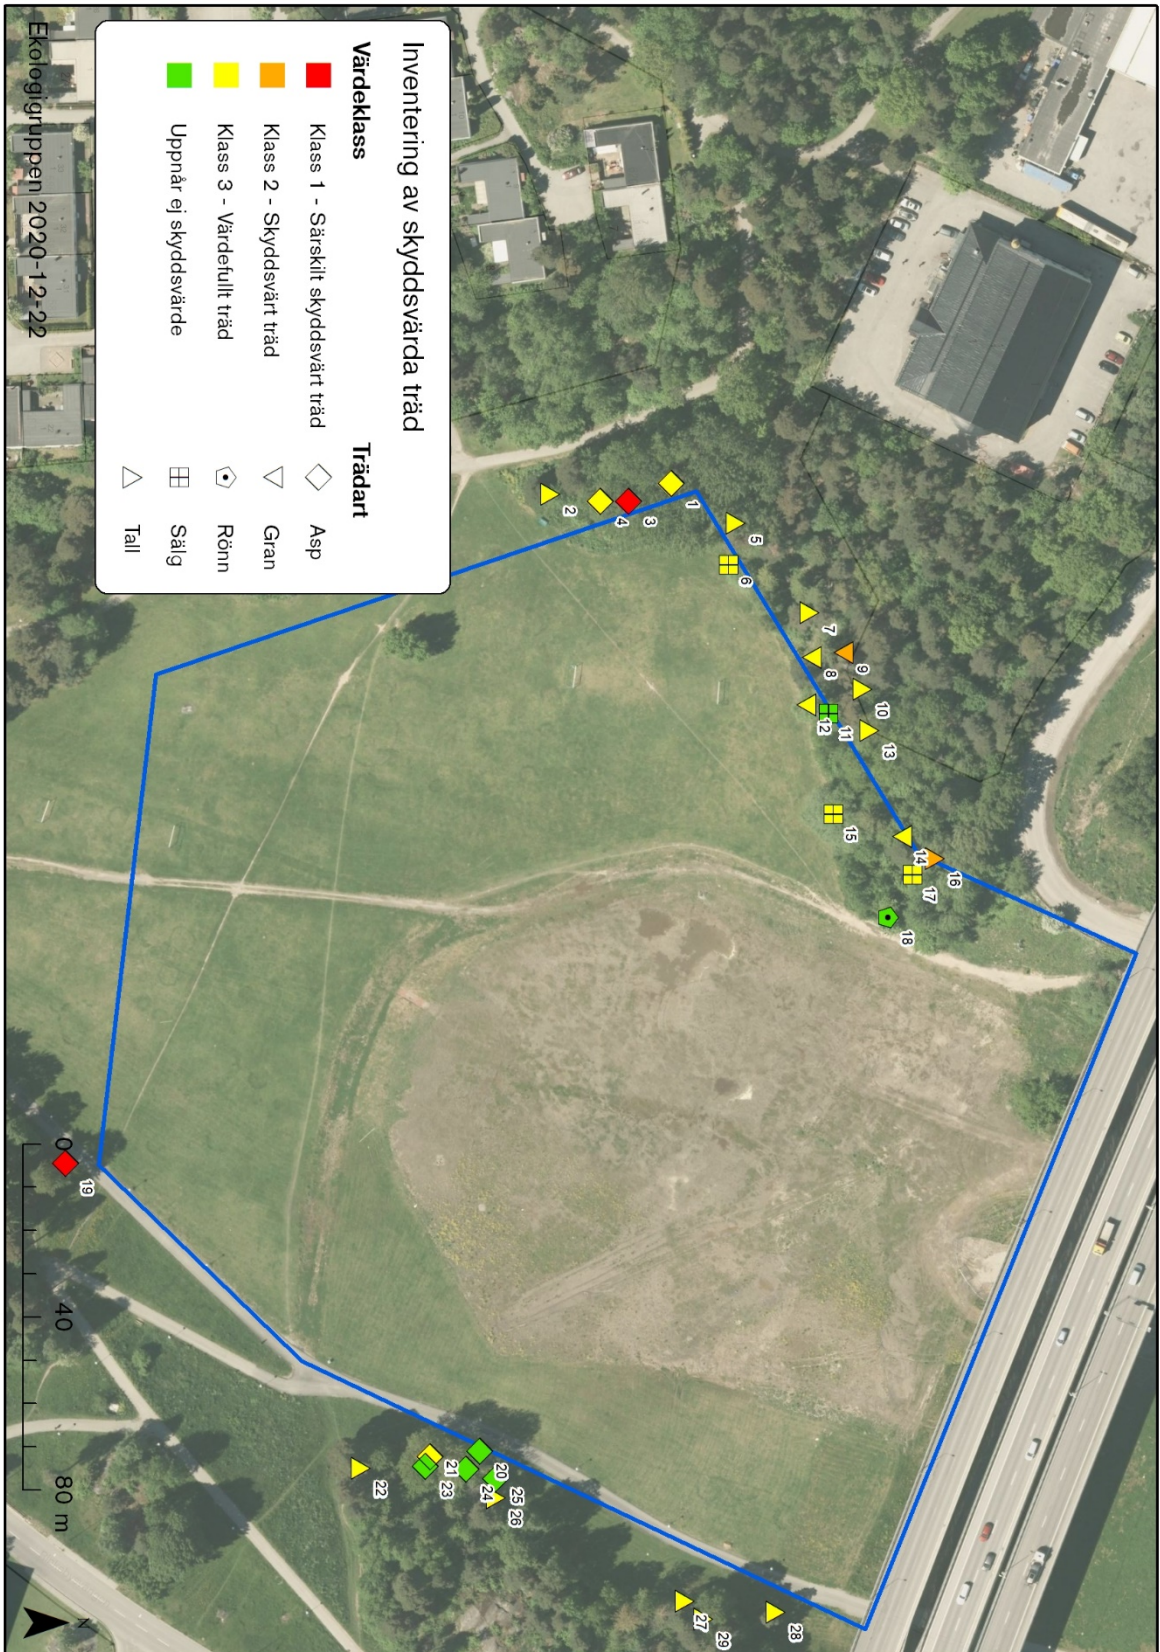 Inventering av skyddsvärda träd
Värdeklass
Klass 1 - Särskilt skyddsvärt träd
Klass 2 - Skyddsvärt träd
Klass 3 - Värdefullt träd
Uppnår ej skyddsvärde
Trädart
Asp
Gran
Rönn
Sälg
Tall
Ekologigruppen 2020-12-22
1
2
3
4
5
6
7
8
9
10
11
12
13
14
15
16
17
18
19
20
21
22
23
24
25
26
27
28
29
0 40 80 m
N